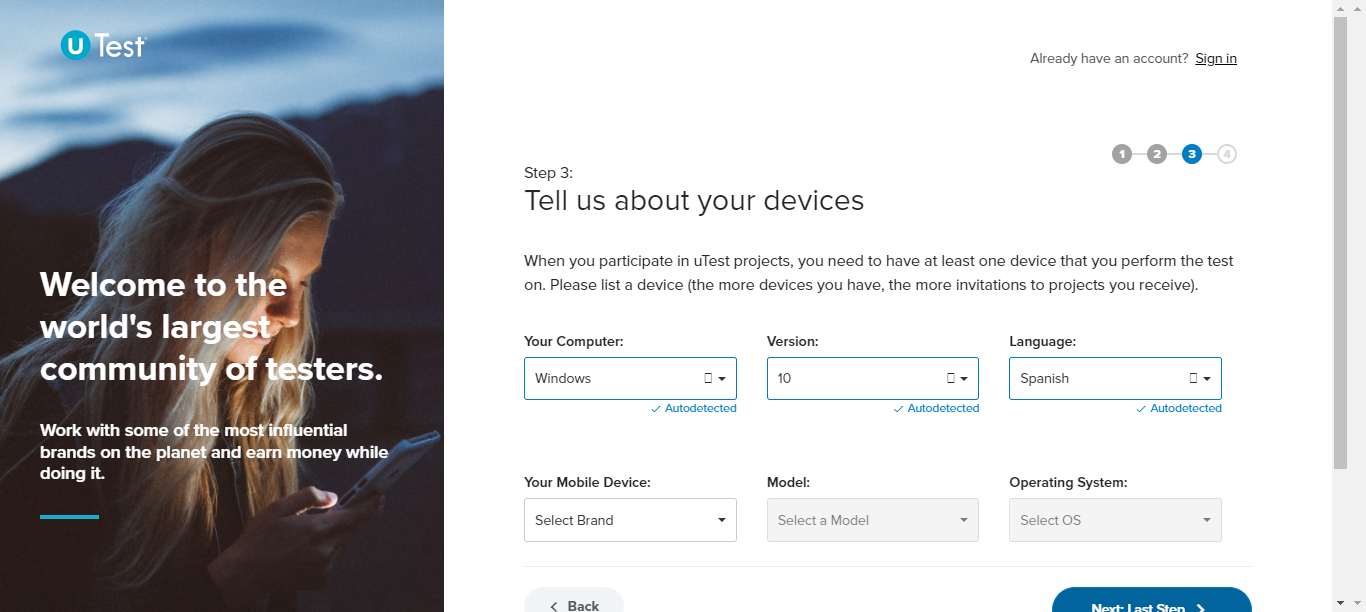 U Test
Already have an account? Sign in
1 2 3 4
Step 3:
Tell us about your devices
When you participate in uTest projects, you need to have at least one device that you perform the test
on. Please list a device (the more devices you have, the more invitations to projects you receive).
Your Computer: Version: Language:
Windows 10 Spanish
Autodetected Autodetected Autodetected
Your Mobile Device: Model: Operating System:
Select Brand Select a Model Select OS
Back Next: Last Step
Welcome to the
world's largest
community of testers.
Work with some of the most influential
brands on the planet and earn money while
doing it.